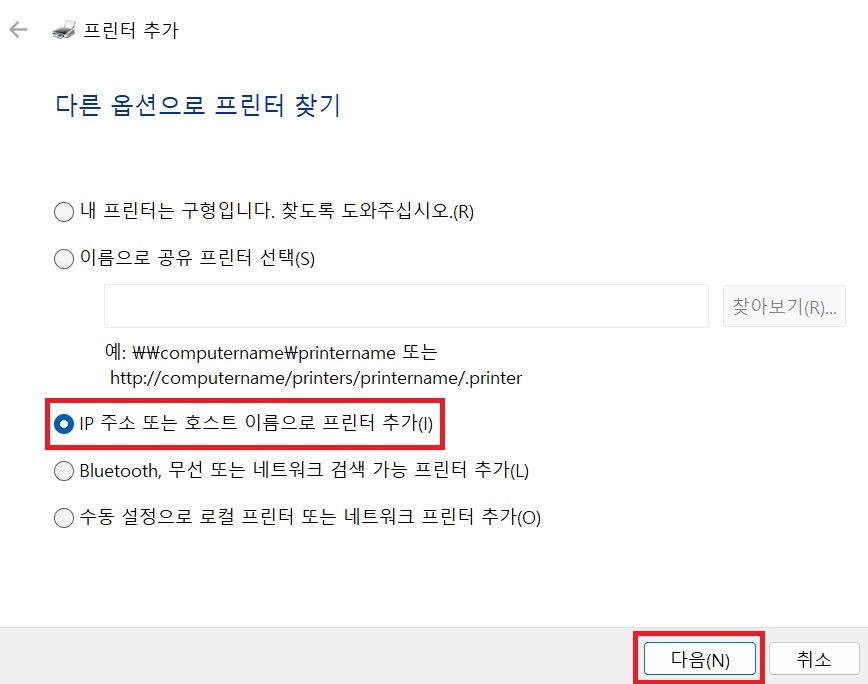 프린터 추가
다른 옵션으로 프린터 찾기
내 프린터는 구형입니다. 찾도록 도와주십시오.(R)
이름으로 공유 프린터 선택(S)
찾아보기(R)...
예: ₩₩computername₩printername 또는
http://computername/printers/printername/.printer
IP 주소 또는 호스트 이름으로 프린터 추가(I)
Bluetooth, 무선 또는 네트워크 검색 가능 프린터 추가(L)
수동 설정으로 로컬 프린터 또는 네트워크 프린터 추가(O)
다음(N) 취소